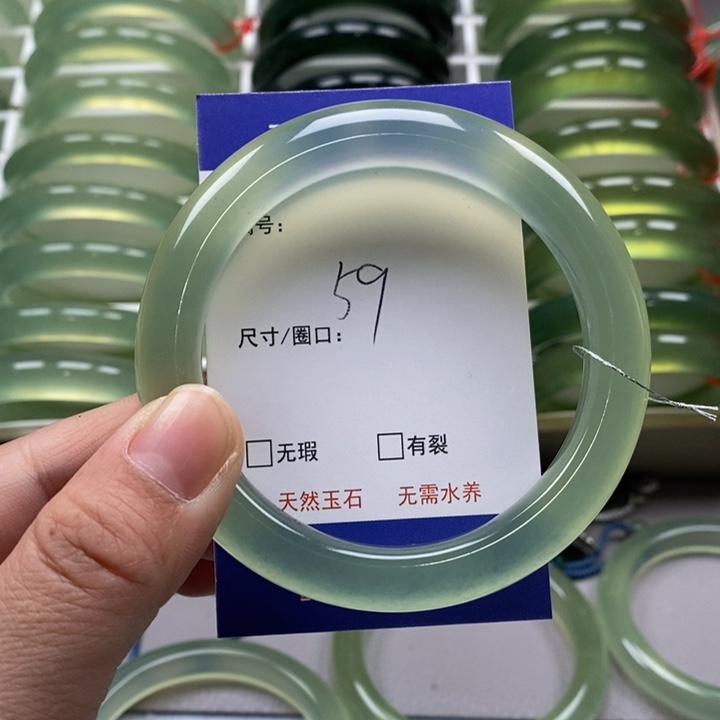 号：
59
尺寸/圈口：
□无瑕 □有裂
天然玉石 无需水养